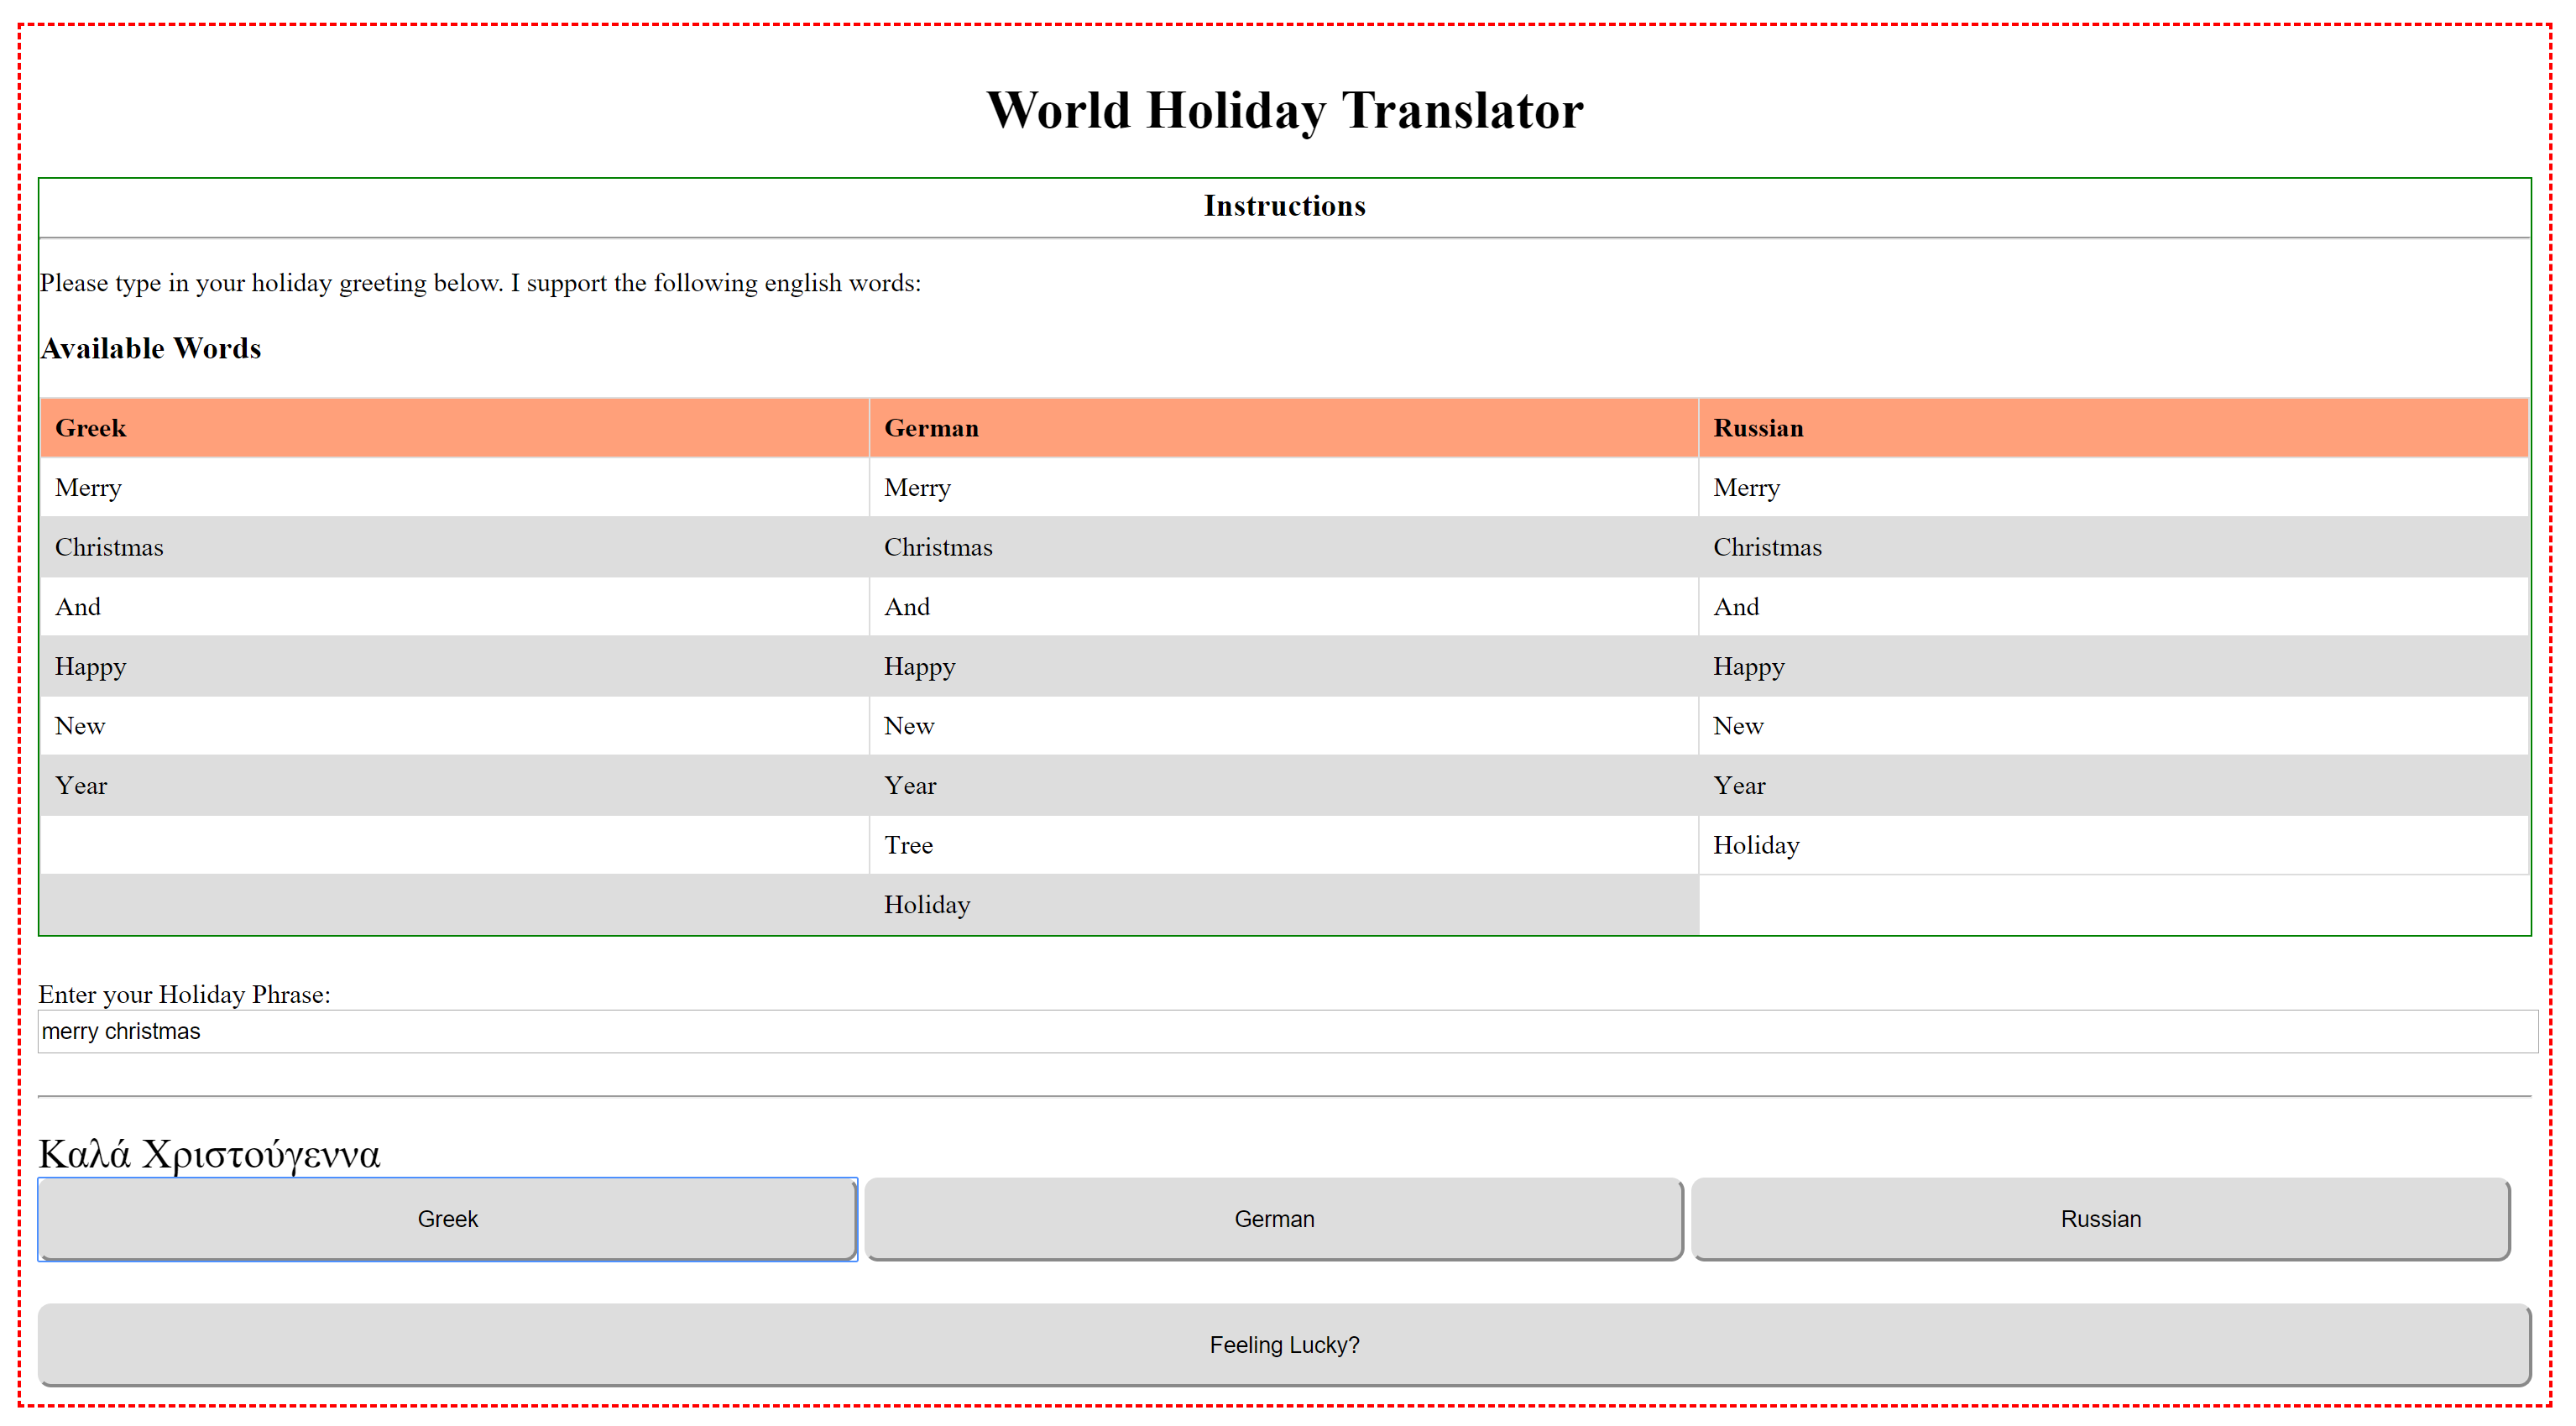 World Holiday Translator
Instructions
Please type in your holiday greeting below. I support the following english words:
Available Words
Greek German Russian
Merry Merry Merry
Christmas Christmas Christmas
And And And
Happy Happy Happy
New New New
Year Year Year
Tree Holiday
Holiday
Enter your Holiday Phrase:
merry christmas
Καλά Χριστούγεννα
Greek German Russian
Feeling Lucky?